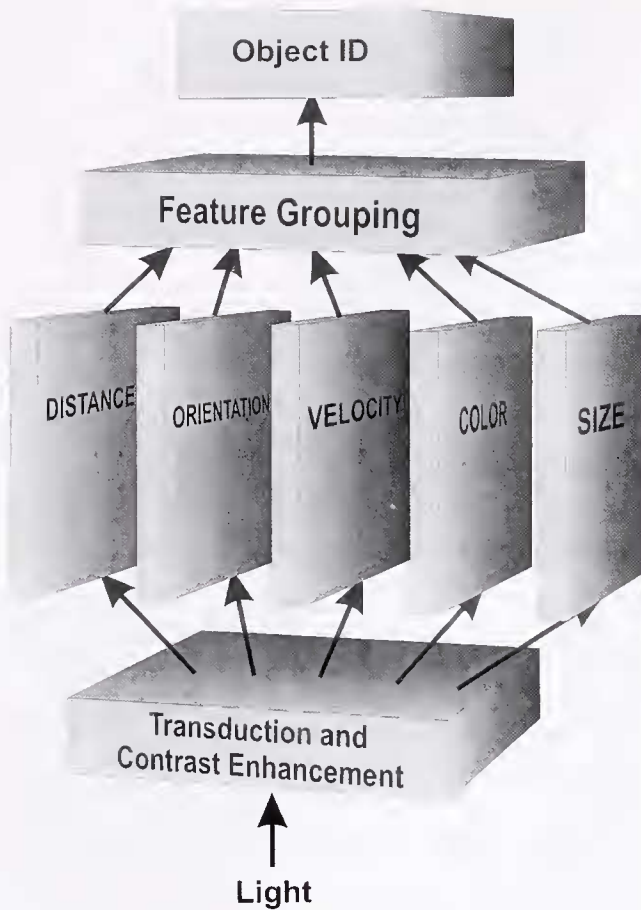 Object ID
Feature Grouping
DISTANCE
ORIENTATION
VELOCITY
COLOR
SIZE
Transduction and
Contrast Enhancement
Light